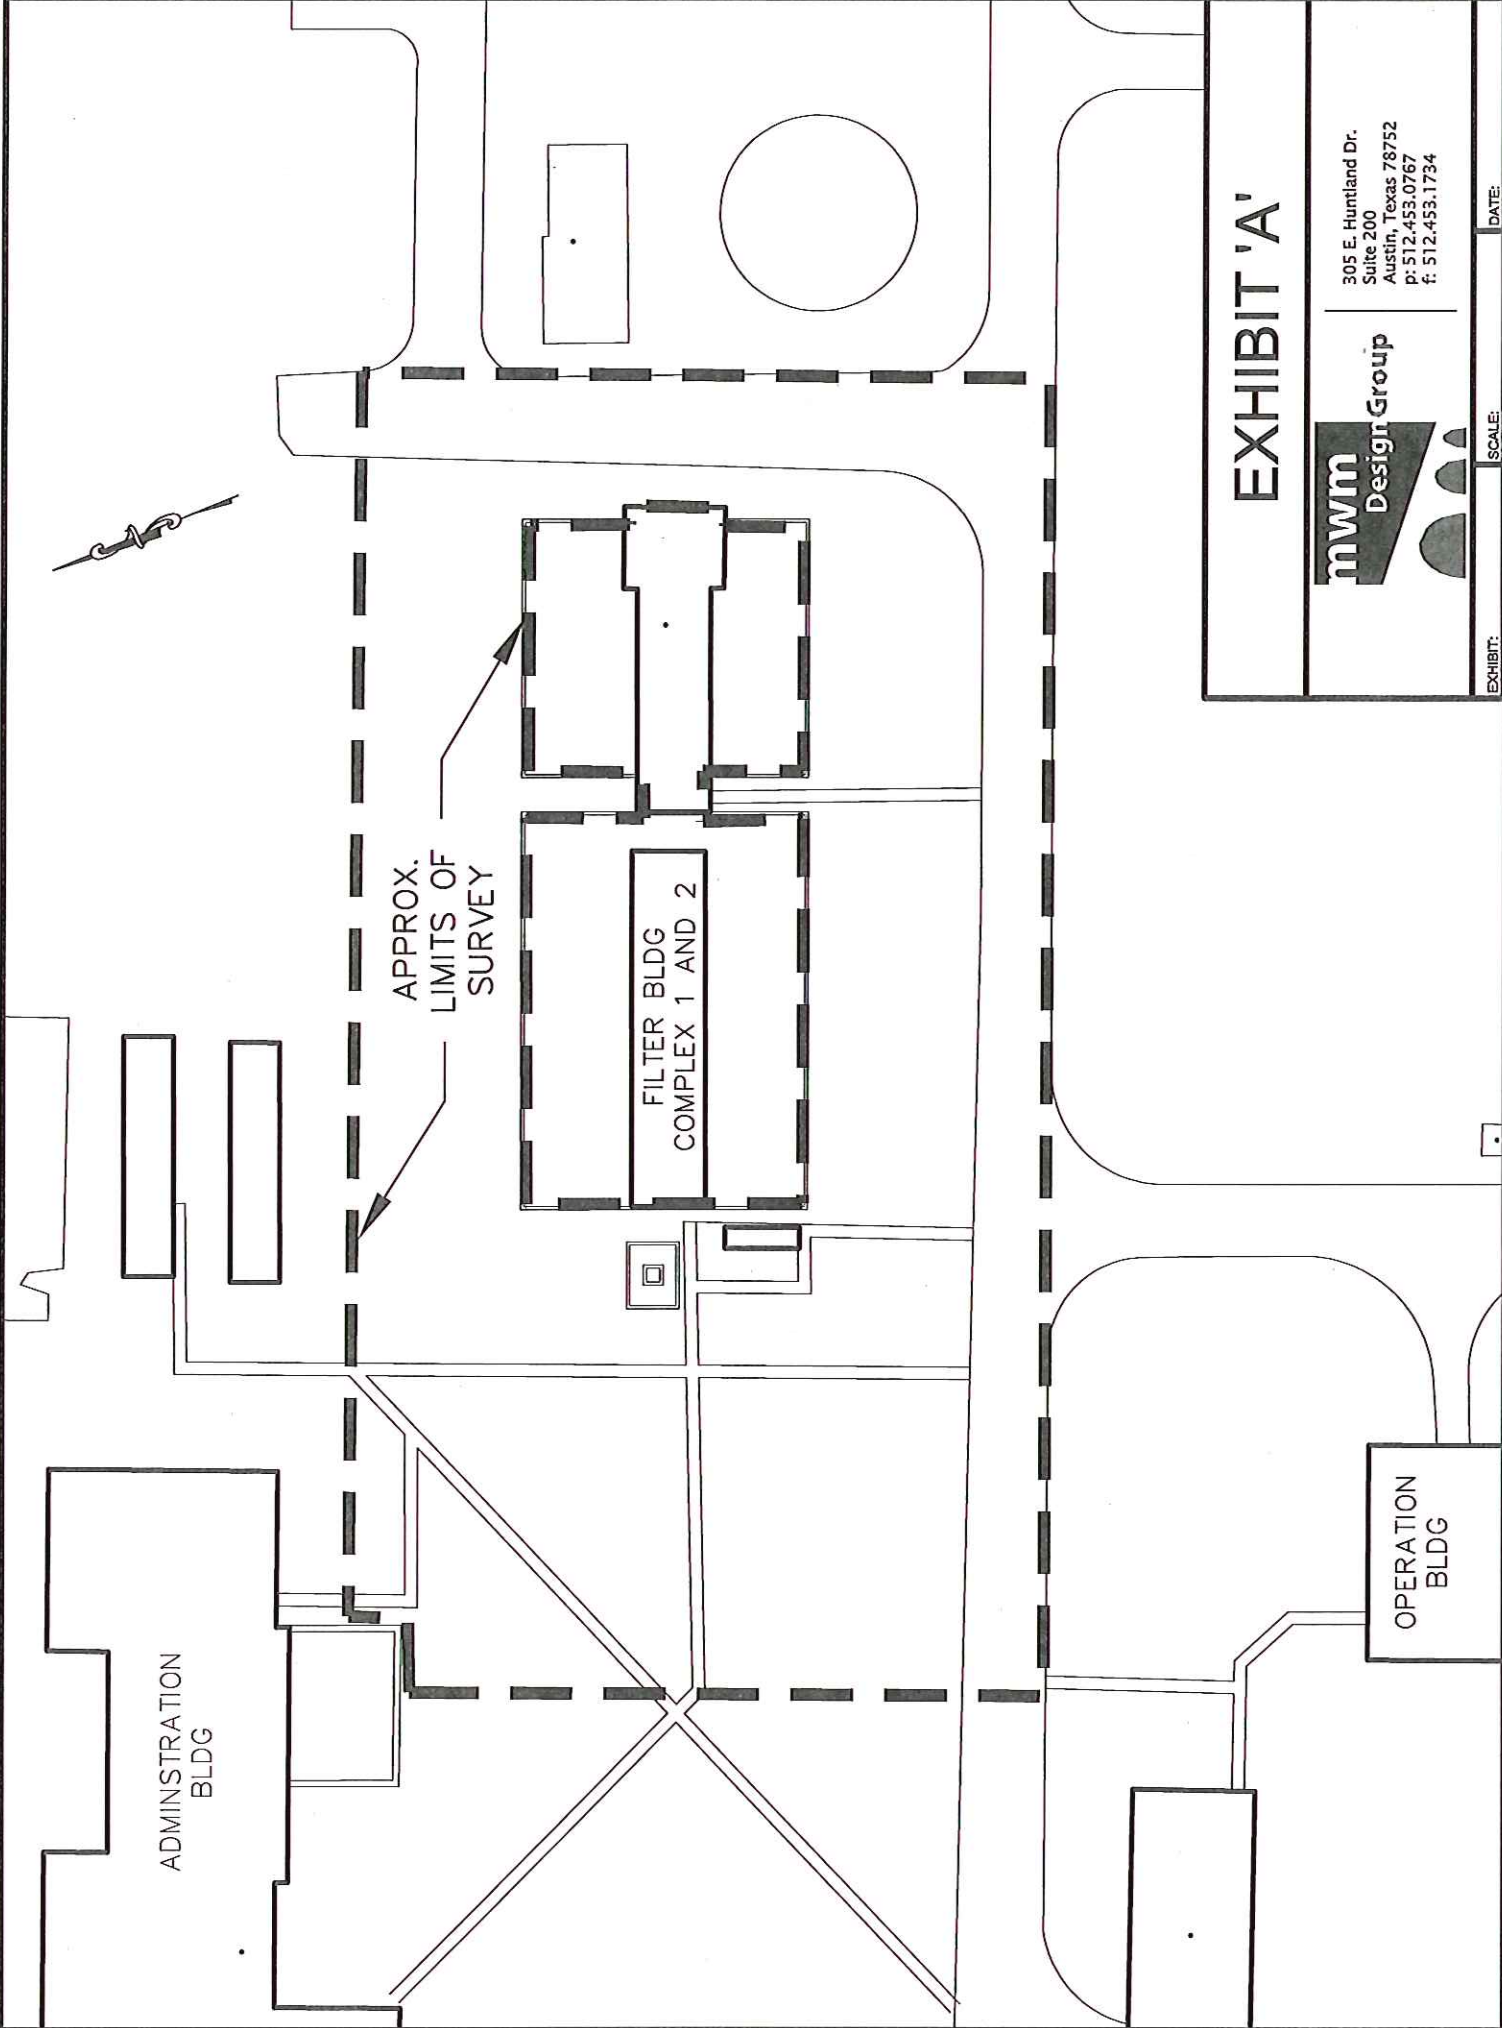 ADMINSTRATION
BLDG
APPROX.
LIMITS OF
SURVEY
FILTER BLDG
COMPLEX 1 AND 2
OPERATION
BLDG
EXHIBIT 'A'
mwm
DesignGroup
305 E. Huntland Dr.
Suite 200
Austin, Texas 78752
p: 512.453.0767
f: 512.453.1734
EXHIBIT:
SCALE:
DATE: